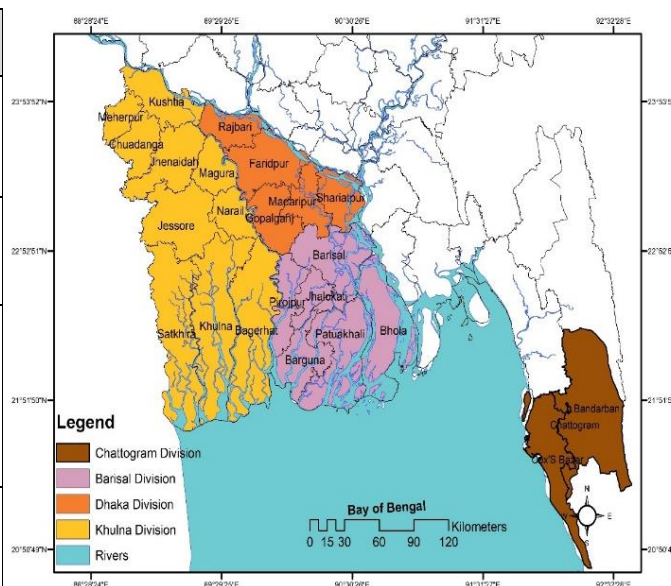 88°28'24"E 89°29'25"E 90°30'26"E 91°31'27"E 92°32'28"E
23°53'52"N
Kushtia
Meherpur
Rajbari
Chuadanga
Jhenaidah
Faridpur
Magura
Madaripur
Shariatpur
Narail
Gopalganj
Jessore
22°52'51"N
Barisal
Pirojpur
Jhalokati
Satkhira
Khulna
Bagerhat
Patuakhali
Bhola
Barguna
21°51'50"N
Bandarban
Chattogram
Cox'S Bazar
Legend
Chattogram Division
Barisal Division
Dhaka Division
Khulna Division
Rivers
Bay of Bengal
Kilometers
0 15 30 60 90 120
N
E
S
20°50'49"N